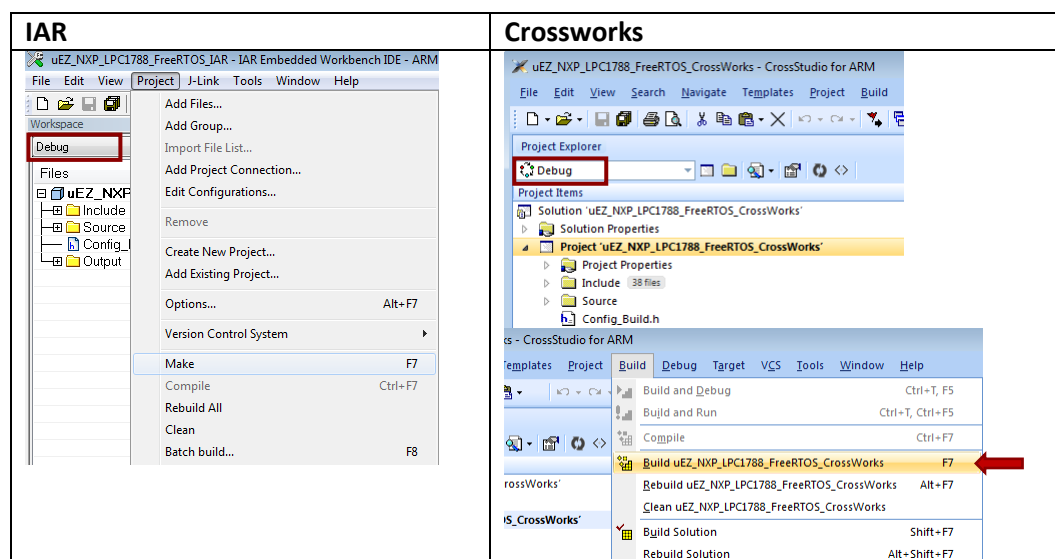 IAR
uEZ_NXP_LPC1788_FreeRTOS_IAR - IAR Embedded Workbench IDE - ARM
File Edit View Project J-Link Tools Window Help
Workspace
Debug
Files
uEZ_NXP
Include
Source
Config_
Output
Add Files...
Add Group...
Import File List...
Add Project Connection...
Edit Configurations...
Remove
Create New Project...
Add Existing Project...
Options... Alt+F7
Version Control System
Make F7
Compile Ctrl+F7
Rebuild All
Clean
Batch build... F8
Crossworks
uEZ_NXP_LPC1788_FreeRTOS_CrossWorks - CrossStudio for ARM
File Edit View Search Navigate Templates Project Build
Project Explorer
Debug
Project Items
Solution 'uEZ_NXP_LPC1788_FreeRTOS_CrossWorks'
Solution Properties
Project 'uEZ_NXP_LPC1788_FreeRTOS_CrossWorks'
Project Properties
Include 38 files
Source
Config_Build.h
ks - CrossStudio for ARM
Templates Project Build Debug Target VCS Tools Window Help
Build and Debug Ctrl+T, F5
Build and Run Ctrl+T, Ctrl+F5
Compile Ctrl+F7
Build uEZ_NXP_LPC1788_FreeRTOS_CrossWorks F7
rossWorks'
Rebuild uEZ_NXP_LPC1788_FreeRTOS_CrossWorks Alt+F7
Clean uEZ_NXP_LPC1788_FreeRTOS_CrossWorks
OS_CrossWorks'
Build Solution Shift+F7
Rebuild Solution Alt+Shift+F7